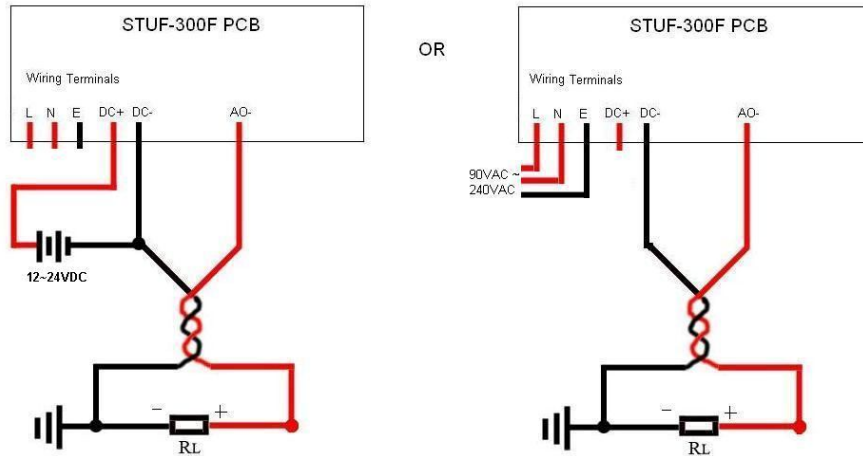 STUF-300F PCB
Wiring Terminals
L N E DC+ DC- AO-
12~24VDC
− +
RL
OR
STUF-300F PCB
Wiring Terminals
L N E DC+ DC- AO-
90VAC ~
240VAC
− +
RL